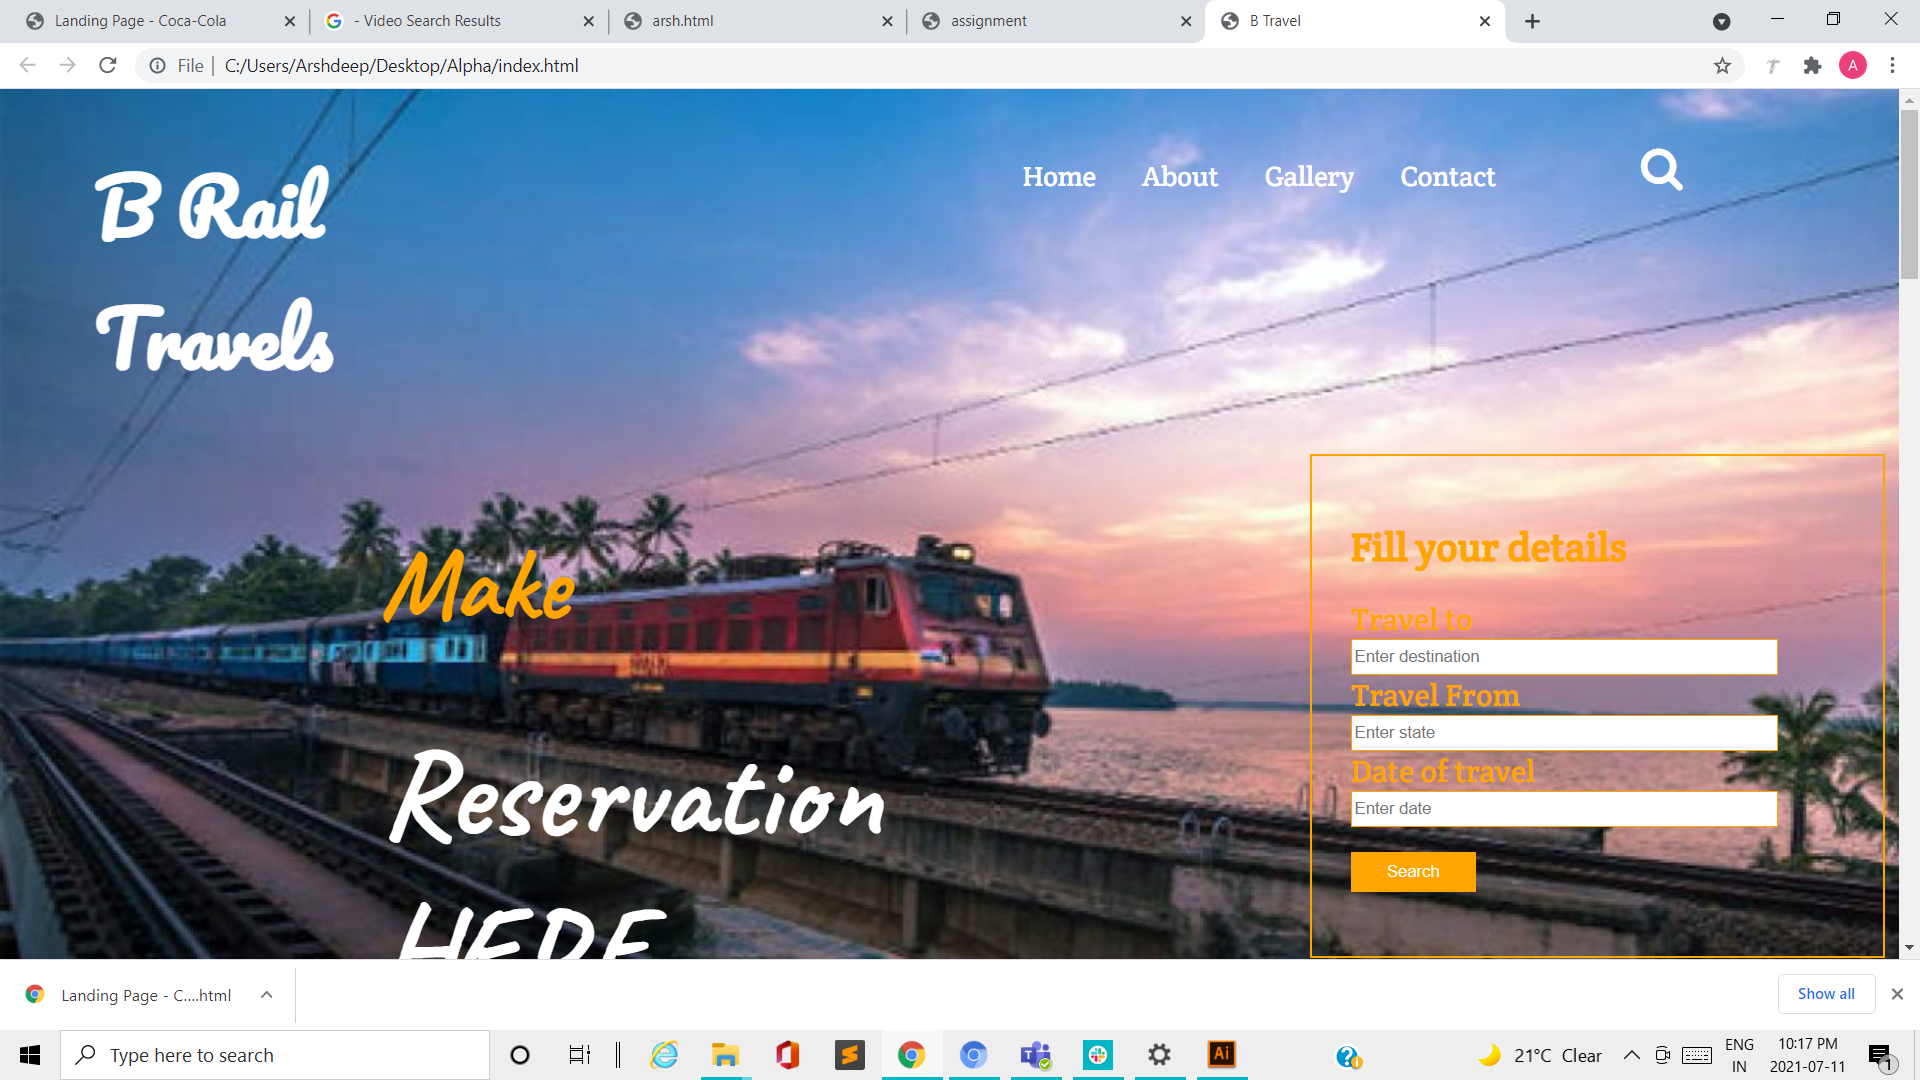 Landing Page - Coca-Cola
- Video Search Results
arsh.html
assignment
B Travel
File
C:/Users/Arshdeep/Desktop/Alpha/index.html
A
B Rail
Travels
Home
About
Gallery
Contact
Make
Reservation
HERE
Fill your details
Travel to
Enter destination
Travel From
Enter state
Date of travel
Enter date
Search
Landing Page - C....html
Show all
Type here to search
Ai
21°C Clear
ENG
IN
10:17 PM
2021-07-11
1